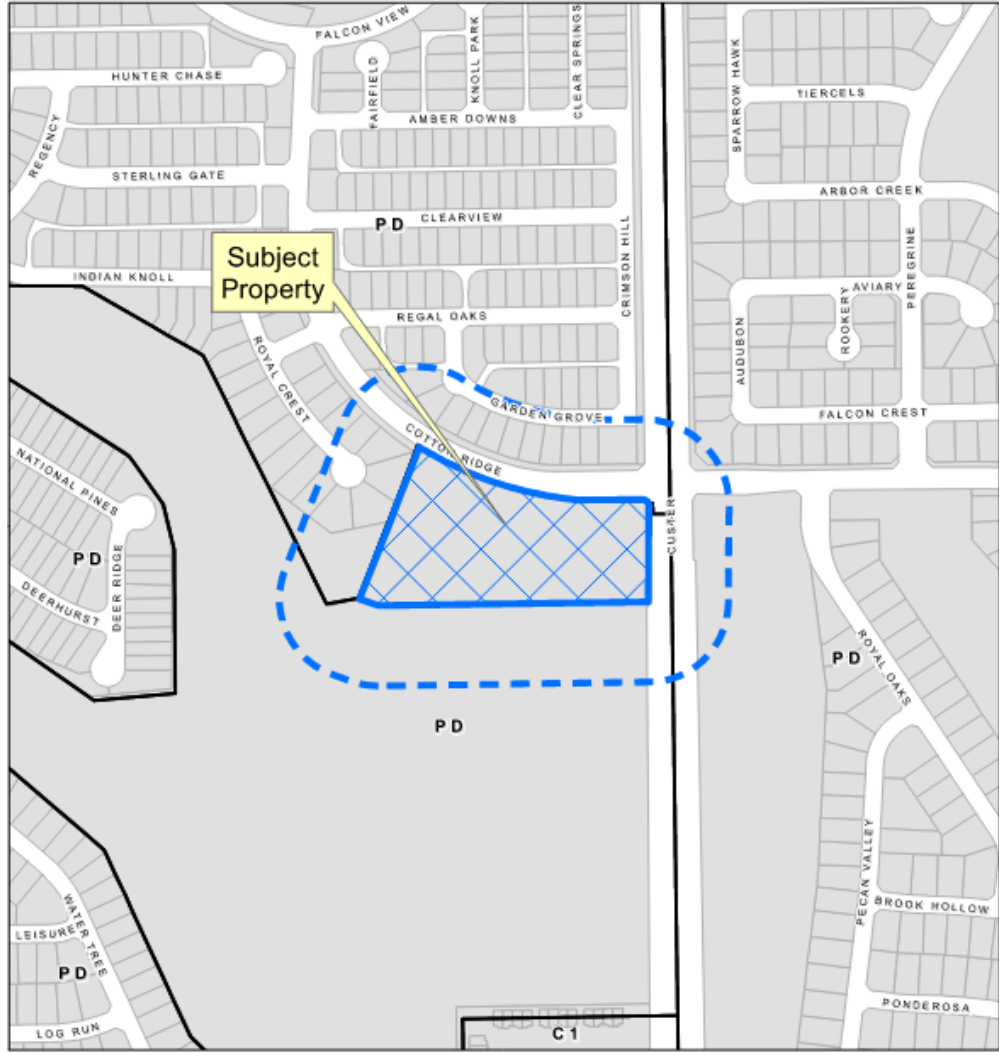 FALCON VIEW
HUNTER CHASE
FAIRFIELD
KNOLL PARK
CLEAR SPRINGS
SPARROW HAWK
TIERCELS
REGENCY
AMBER DOWNS
STERLING GATE
ARBOR CREEK
PD
CLEARVIEW
CRIMSON HILL
PEREGRINE
Subject
Property
INDIAN KNOLL
AVIARY
ROOKERY
REGAL OAKS
AUDUBON
ROYAL CREST
GARDEN GROVE
FALCON CREST
COTTON RIDGE
NATIONAL PINES
CUSTER
PD
DEER RIDGE
DEERHURST
PD
ROYAL OAKS
PD
PECAN VALLEY
BROOK HOLLOW
WATER TREE
LEISURE
PD
PONDEROSA
LOG RUN
C1